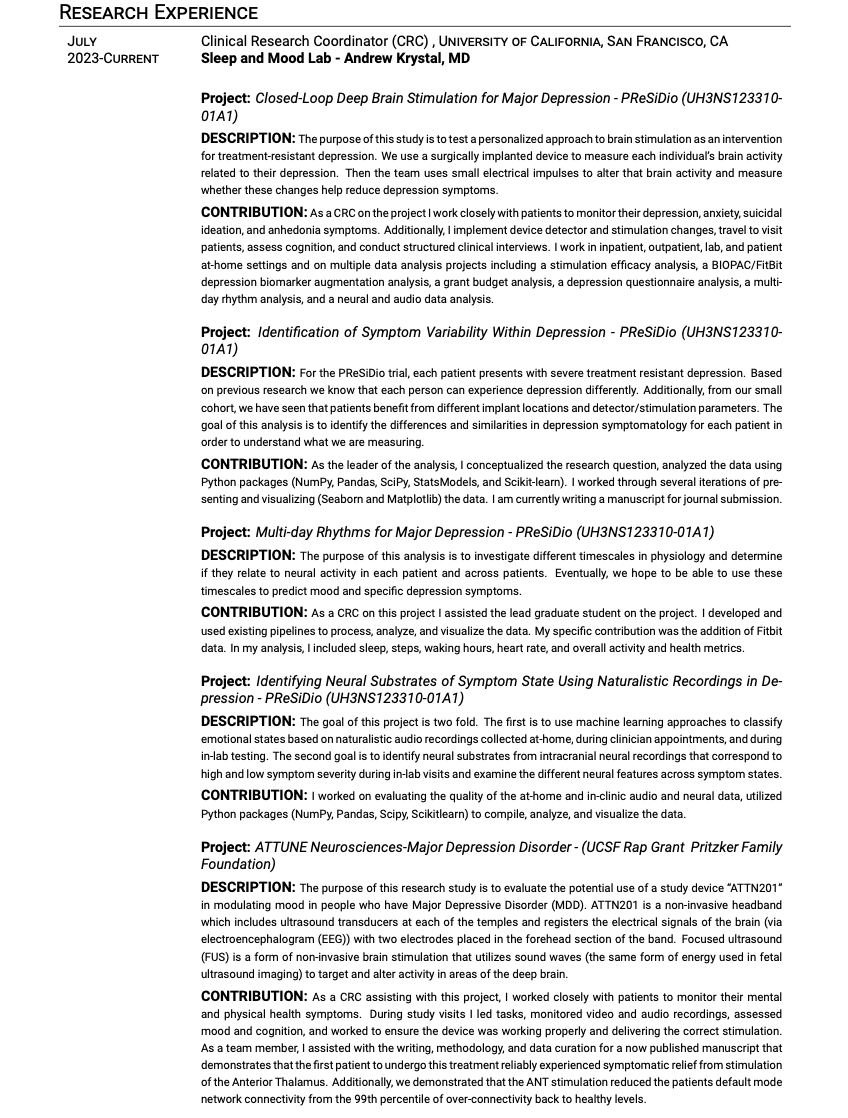 RESEARCH EXPERIENCE
JULY
2023-CURRENT
Clinical Research Coordinator (CRC) , UNIVERSITY OF CALIFORNIA, SAN FRANCISCO, CA
Sleep and Mood Lab - Andrew Krystal, MD
Project: Closed-Loop Deep Brain Stimulation for Major Depression - PReSiDio (UH3NS123310-
01A1)
DESCRIPTION: The purpose of this study is to test a personalized approach to brain stimulation as an intervention
for treatment-resistant depression. We use a surgically implanted device to measure each individual's brain activity
related to their depression. Then the team uses small electrical impulses to alter that brain activity and measure
whether these changes help reduce depression symptoms.
CONTRIBUTION: As a CRC on the project I work closely with patients to monitor their depression, anxiety, suicidal
ideation, and anhedonia symptoms. Additionally, I implement device detector and stimulation changes, travel to visit
patients, assess cognition, and conduct structured clinical interviews. I work in inpatient, outpatient, lab, and patient
at-home settings and on multiple data analysis projects including a stimulation efficacy analysis, a BIOPAC/FitBit
depression biomarker augmentation analysis, a grant budget analysis, a depression questionnaire analysis, a multi-
day rhythm analysis, and a neural and audio data analysis.
Project: Identification of Symptom Variability Within Depression - PReSiDio (UH3NS123310-
01A1)
DESCRIPTION: For the PReSiDio trial, each patient presents with severe treatment resistant depression. Based
on previous research we know that each person can experience depression differently. Additionally, from our small
cohort, we have seen that patients benefit from different implant locations and detector/stimulation parameters. The
goal of this analysis is to identify the differences and similarities in depression symptomatology for each patient in
order to understand what we are measuring.
CONTRIBUTION: As the leader of the analysis, I conceptualized the research question, analyzed the data using
Python packages (NumPy, Pandas, SciPy, StatsModels, and Scikit-learn). I worked through several iterations of pre-
senting and visualizing (Seaborn and Matplotlib) the data. I am currently writing a manuscript for journal submission.
Project: Multi-day Rhythms for Major Depression - PReSiDio (UH3NS123310-01A1)
DESCRIPTION: The purpose of this analysis is to investigate different timescales in physiology and determine
if they relate to neural activity in each patient and across patients. Eventually, we hope to be able to use these
timescales to predict mood and specific depression symptoms.
CONTRIBUTION: As a CRC on this project I assisted the lead graduate student on the project. I developed and
used existing pipelines to process, analyze, and visualize the data. My specific contribution was the addition of Fitbit
data. In my analysis, I included sleep, steps, waking hours, heart rate, and overall activity and health metrics.
Project: Identifying Neural Substrates of Symptom State Using Naturalistic Recordings in De-
pression - PReSiDio (UH3NS123310-01A1)
DESCRIPTION: The goal of this project is two fold. The first is to use machine learning approaches to classify
emotional states based on naturalistic audio recordings collected at-home, during clinician appointments, and during
in-lab testing. The second goal is to identify neural substrates from intracranial neural recordings that correspond to
high and low symptom severity during in-lab visits and examine the different neural features across symptom states.
CONTRIBUTION: I worked on evaluating the quality of the at-home and in-clinic audio and neural data, utilized
Python packages (NumPy, Pandas, Scipy, Scikitlearn) to compile, analyze, and visualize the data.
Project: ATTUNE Neurosciences-Major Depression Disorder - (UCSF Rap Grant Pritzker Family
Foundation)
DESCRIPTION: The purpose of this research study is to evaluate the potential use of a study device “ATTN201”
in modulating mood in people who have Major Depressive Disorder (MDD). ATTN201 is a non-invasive headband
which includes ultrasound transducers at each of the temples and registers the electrical signals of the brain (via
electroencephalogram (EEG)) with two electrodes placed in the forehead section of the band. Focused ultrasound
(FUS) is a form of non-invasive brain stimulation that utilizes sound waves (the same form of energy used in fetal
ultrasound imaging) to target and alter activity in areas of the deep brain.
CONTRIBUTION: As a CRC assisting with this project, I worked closely with patients to monitor their mental
and physical health symptoms. During study visits I led tasks, monitored video and audio recordings, assessed
mood and cognition, and worked to ensure the device was working properly and delivering the correct stimulation.
As a team member, I assisted with the writing, methodology, and data curation for a now published manuscript that
demonstrates that the first patient to undergo this treatment reliably experienced symptomatic relief from stimulation
of the Anterior Thalamus. Additionally, we demonstrated that the ANT stimulation reduced the patients default mode
network connectivity from the 99th percentile of over-connectivity back to healthy levels.